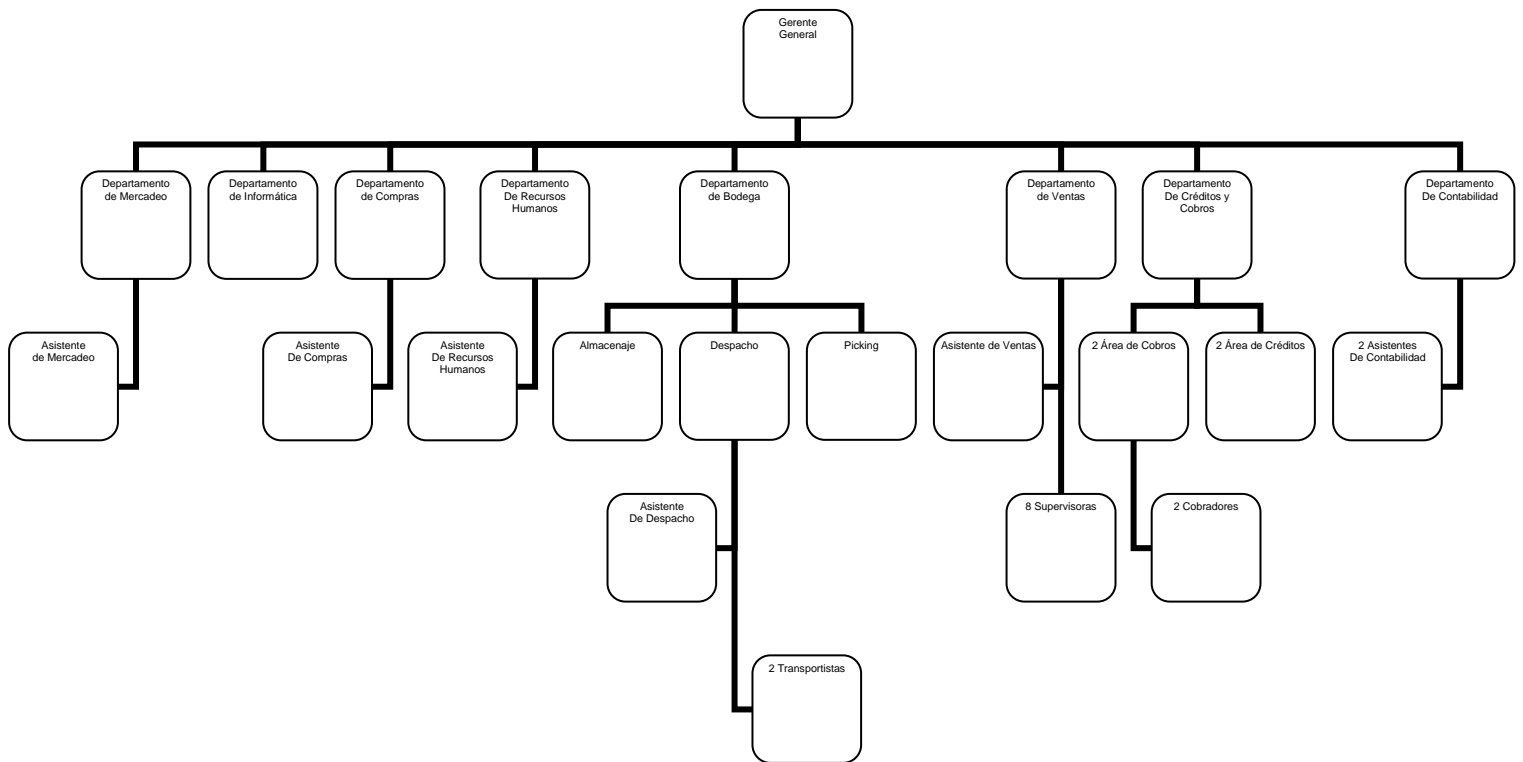 Gerente
General
Departamento
de Mercadeo
Departamento
de Informática
Departamento
de Compras
Departamento
De Recursos
Humanos
Departamento
de Bodega
Departamento
de Ventas
Departamento
De Créditos y
Cobros
Departamento
De Contabilidad
Asistente
de Mercadeo
Asistente
De Compras
Asistente
De Recursos
Humanos
Almacenaje
Despacho
Picking
Asistente de Ventas
2 Área de Cobros
2 Área de Créditos
2 Asistentes
De Contabilidad
Asistente
De Despacho
8 Supervisoras
2 Cobradores
2 Transportistas